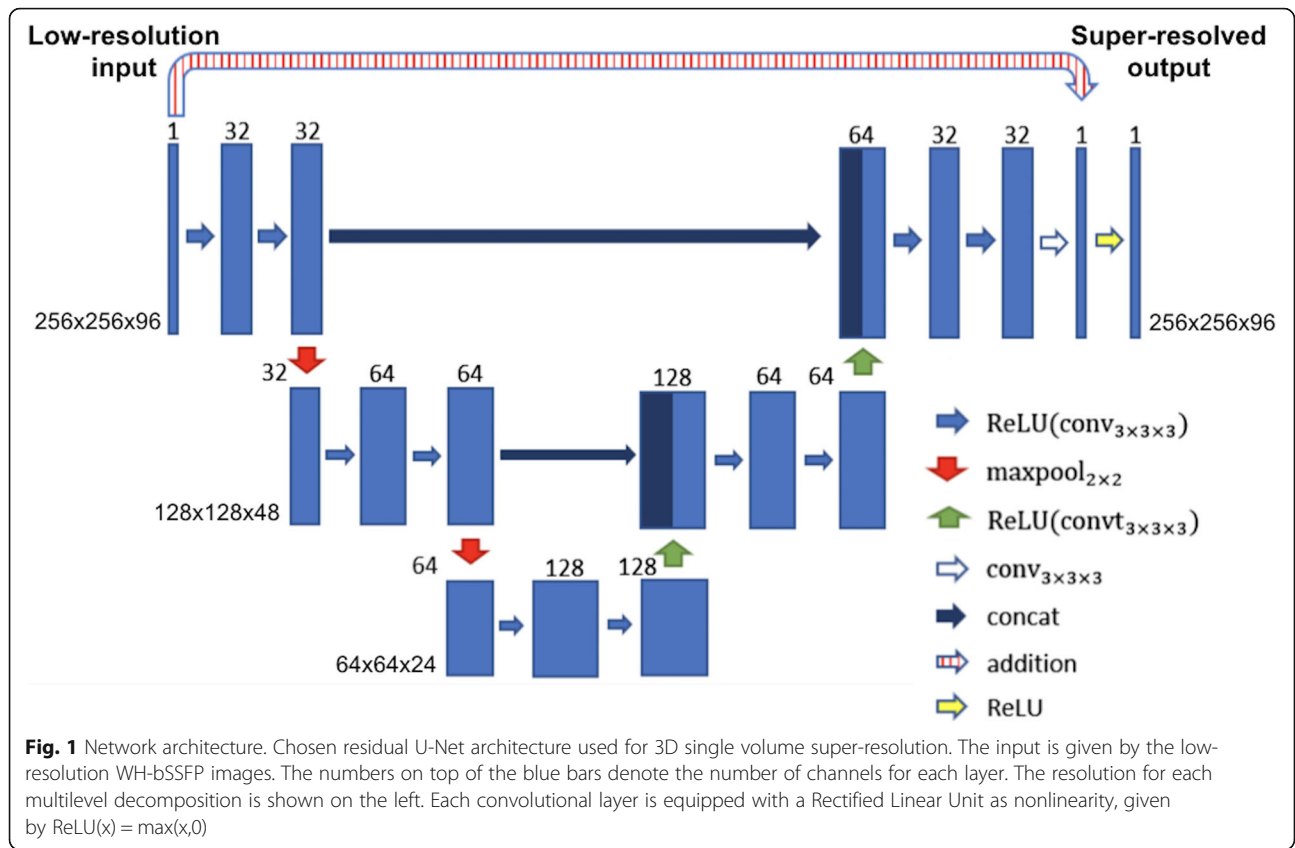 Low-resolution
input
Super-resolved
output
1
32
32
64
32
32
1
1
256x256x96
256x256x96
32
64
64
128
64
64
128x128x48
64
128
128
64x64x24
ReLU(conv₃×₃×₃)
maxpool₂×₂
ReLU(convt₃×₃×₃)
conv₃×₃×₃
concat
addition
ReLU
Fig. 1 Network architecture. Chosen residual U-Net architecture used for 3D single volume super-resolution. The input is given by the low-
resolution WH-bSSFP images. The numbers on top of the blue bars denote the number of channels for each layer. The resolution for each
multilevel decomposition is shown on the left. Each convolutional layer is equipped with a Rectified Linear Unit as nonlinearity, given
by ReLU(x) = max(x,0)